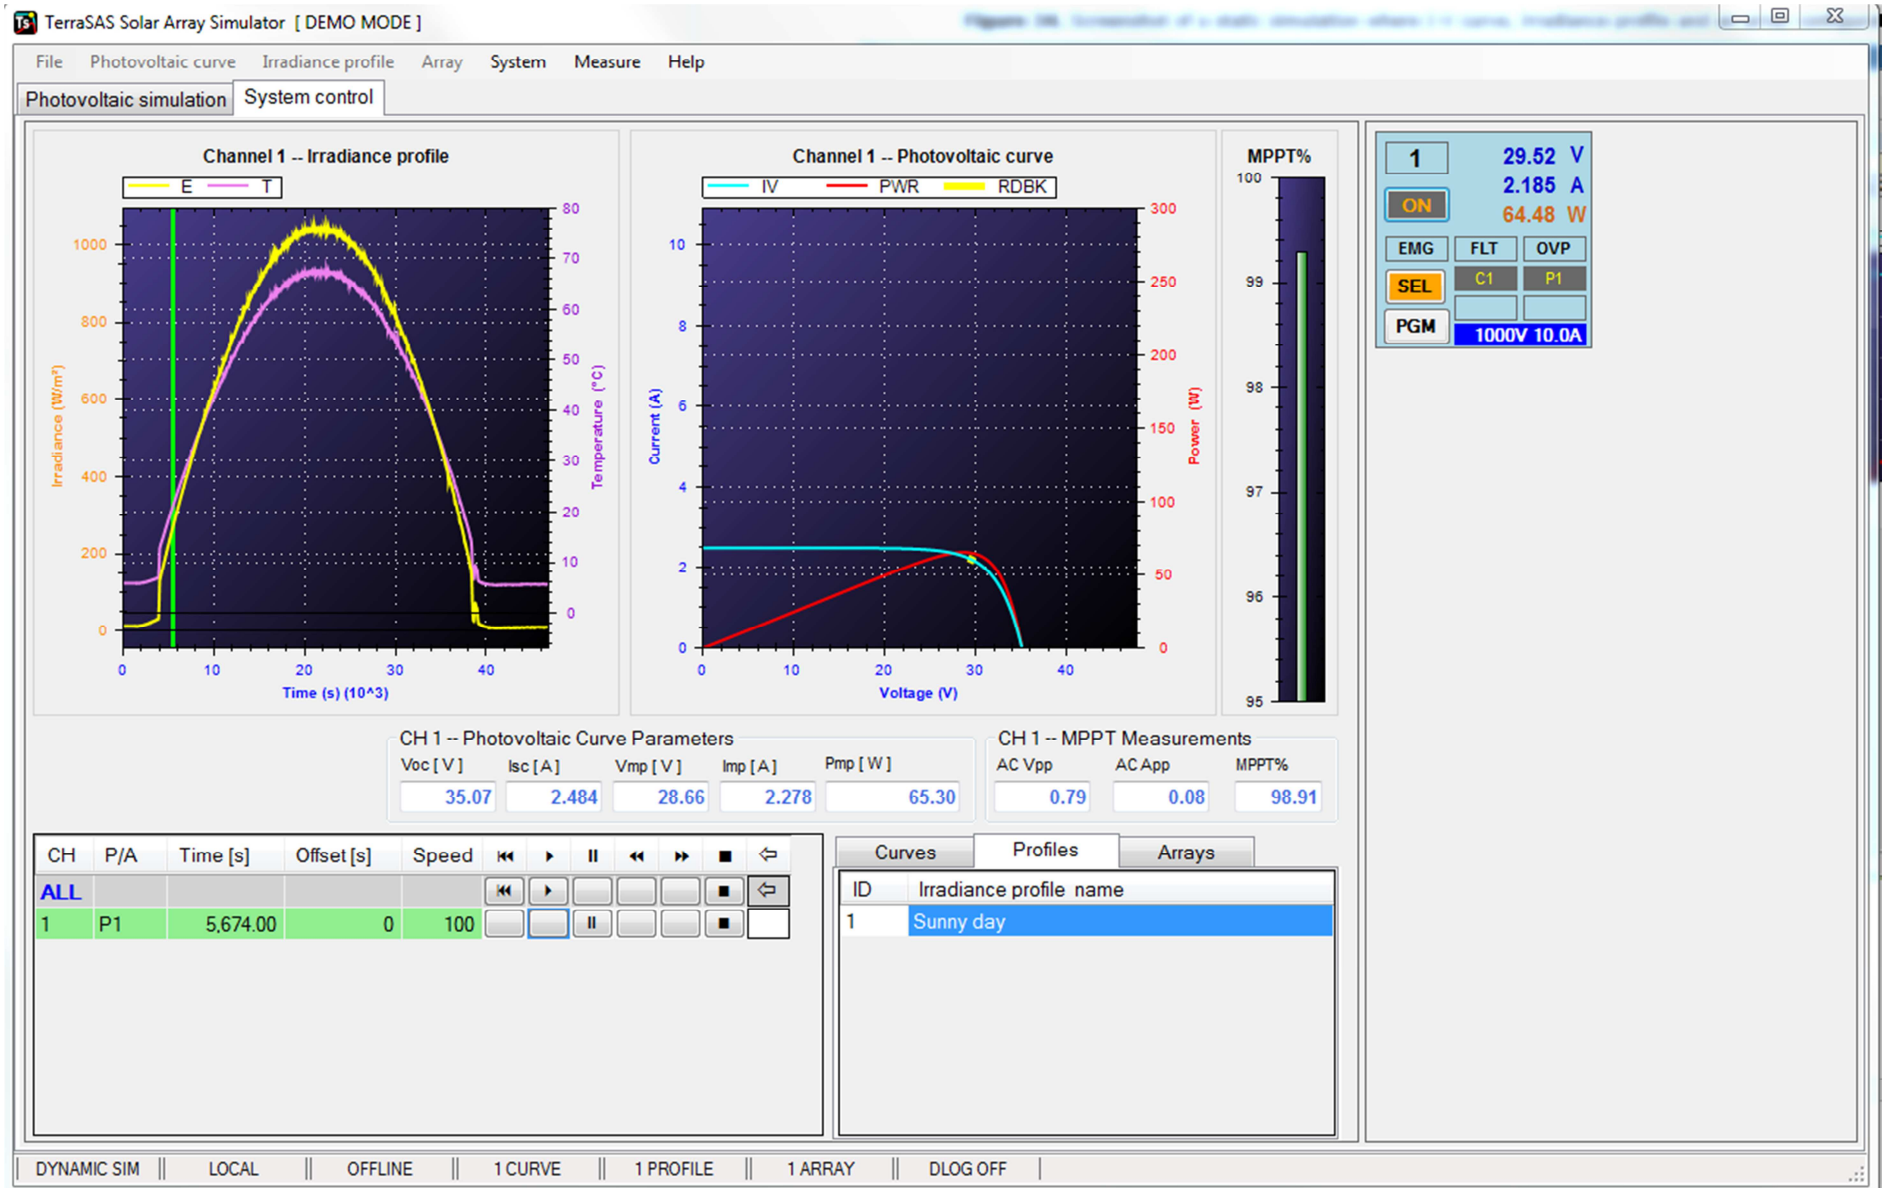 TerraSAS Solar Array Simulator [ DEMO MODE ]
File Photovoltaic curve Irradiance profile Array System Measure Help
Photovoltaic simulation System control
Channel 1 -- Irradiance profile
E T
1000
800
600
400
200
0
Irradiance (W/m²)
80
70
60
50
40
30
20
10
0
Temperature (°C)
0 10 20 30 40
Time (s) (10^3)
Channel 1 -- Photovoltaic curve
IV PWR RDBK
10
8
6
4
2
0
Current (A)
300
250
200
150
100
50
0
Power (W)
0 10 20 30 40
Voltage (V)
MPPT%
100
99
98
97
96
95
1 29.52 V
2.185 A
ON 64.48 W
EMG FLT OVP
SEL C1 P1
PGM 1000V 10.0A
CH 1 -- Photovoltaic Curve Parameters
Voc [ V ] Isc [ A ] Vmp [ V ] Imp [ A ] Pmp [ W ]
35.07 2.484 28.66 2.278 65.30
CH 1 -- MPPT Measurements
AC Vpp AC App MPPT%
0.79 0.08 98.91
CH P/A Time [s] Offset [s] Speed
ALL
1 P1 5,674.00 0 100
Curves Profiles Arrays
ID Irradiance profile name
1 Sunny day
DYNAMIC SIM LOCAL OFFLINE 1 CURVE 1 PROFILE 1 ARRAY DLOG OFF